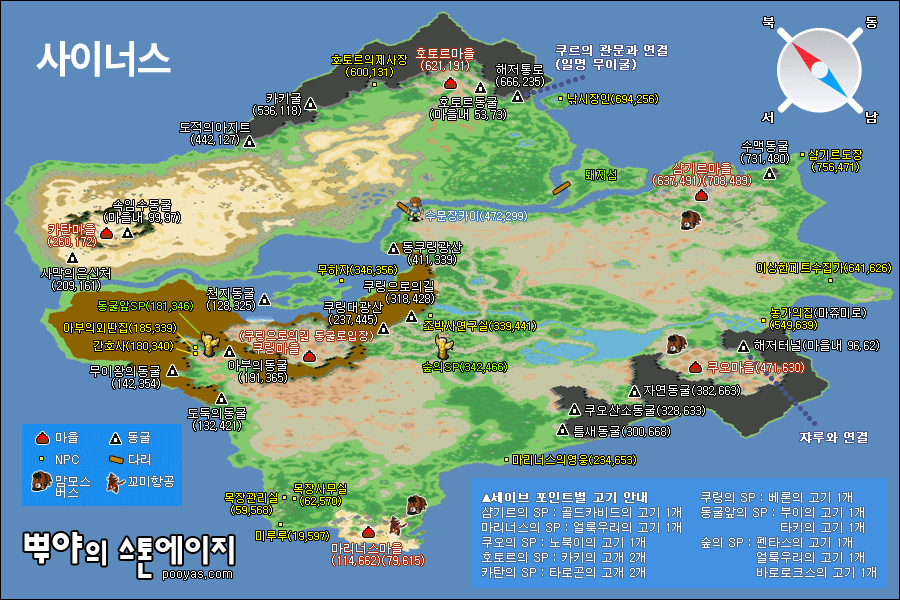 사이너스
북
동
서
남
호토르의제사장
(600,131)
호토르마을
(621,191)
쿠르의 관문과 연결
(일명 무이굴)
해저통로
(666,235)
카키굴
(536,118)
호토르동굴
(마을내 53,73)
낚시장인(694,256)
도적의아지트
(442,127)
수맥동굴
(731,480)
샴기르도장
(756,471)
샴기르마을
(637,491)(708,489)
돼지섬
속임수동굴
(마을내 99,97)
카탄마을
(260,172)
수문장카이(472,299)
동쿠링광산
(411,339)
사막의은신처
(209,161)
무하자(346,356)
이상한페트수집가(641,626)
쿠링으로의길
(318,428)
천지동굴
(128,325)
동굴앞SP(181,346)
쿠링대광산
(237,445)
농가의집(마쥬미로)
(549,639)
아부의외딴집(185,339)
조박사연구실(339,441)
(쿠링으로의길 동굴로입장)
쿠링마을
간호사(180,340)
해저터널(마을내 96,62)
아부의동굴
(191,365)
숲의SP(342,466)
쿠오마을(471,630)
무이왕의동굴
(142,354)
자연동굴(382,663)
도둑의동굴
(132,421)
쿠오산소동굴(328,633)
틈새동굴(300,668)
쟈루와 연결
마을
동굴
NPC
다리
맘모스
버스
꼬미항공
마리너스의영웅(234,653)
목장관리실
(59,568)
목장사무실
(62,570)
미루루(19,597)
마리너스마을
(114,662)(79,615)
▲세이브 포인트별 고기 안내
샴기르의 SP : 골드카비드의 고기 1개
마리너스의 SP : 얼룩우리의 고기 1개
쿠오의 SP : 노북이의 고기 1개
호토르의 SP : 카키의 고개 2개
카탄의 SP : 타로곤의 고개 2개
쿠링의 SP : 베론의 고기 1개
동굴앞의 SP : 부이의 고기 1개
타키의 고기 1개
숲의 SP : 펜타스의 고기 1개
얼룩우리의 고기 1개
바로로크스의 고기 1개
뿌야의 스톤에이지
pooyas.com